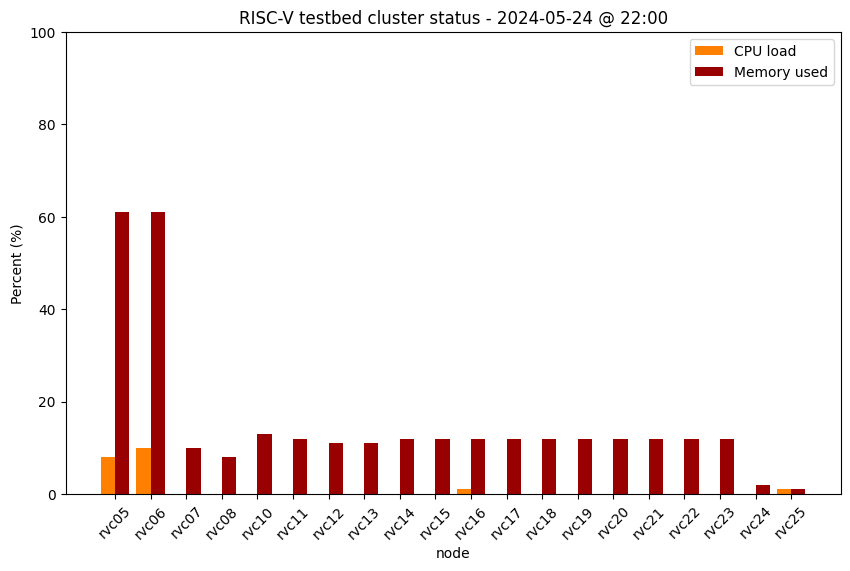 RISC-V testbed cluster status - 2024-05-24 @ 22:00
CPU load
Memory used
Percent (%)
100
80
60
40
20
0
rvc05 rvc06 rvc07 rvc08 rvc10 rvc11 rvc12 rvc13 rvc14 rvc15 rvc16 rvc17 rvc18 rvc19 rvc20 rvc21 rvc22 rvc23 rvc24 rvc25
node